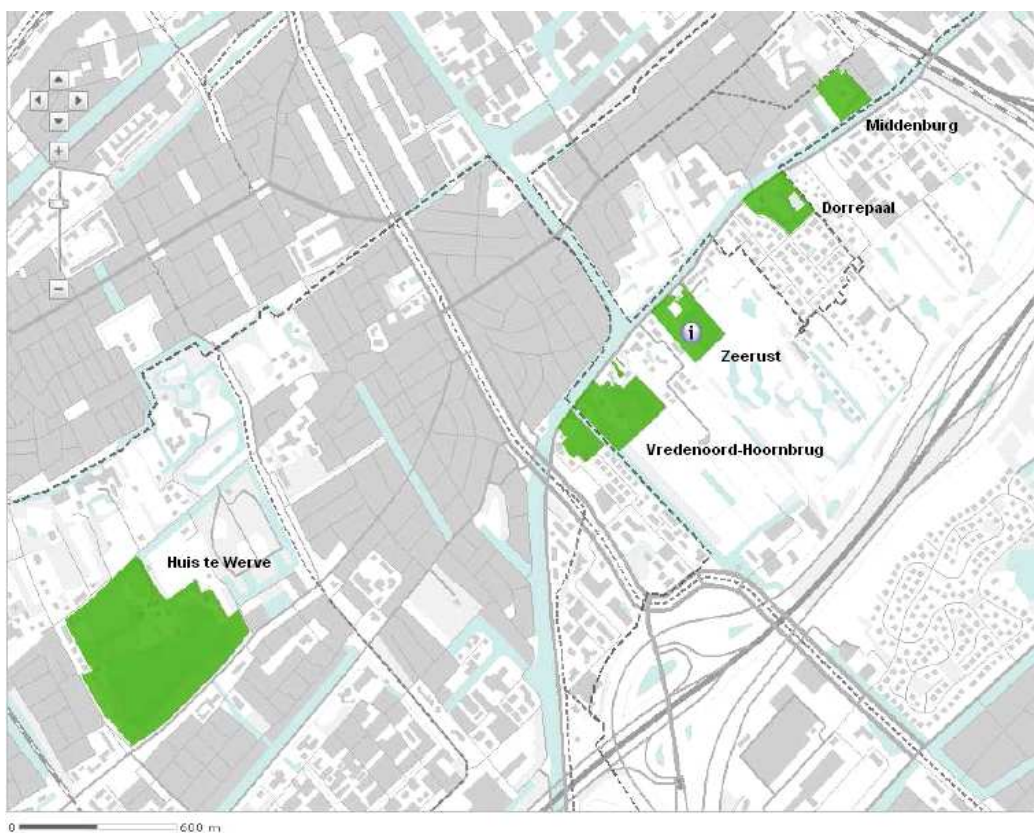 Middenburg
Dorrepaal
i
Zeerust
Vredenoord-Hoornbrug
Huis te Werve
0 600 m